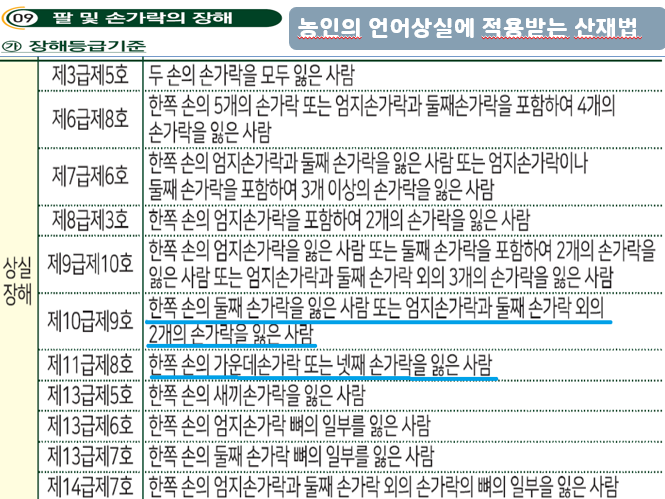 09 팔 및 손가락의 장해
농인의 언어상실에 적용받는 산재법
㉮ 장해등급기준
상실
장해
제3급제5호 두 손의 손가락을 모두 잃은 사람
제6급제8호 한쪽 손의 5개의 손가락 또는 엄지손가락과 둘째손가락을 포함하여 4개의
손가락을 잃은 사람
제7급제6호 한쪽 손의 엄지손가락과 둘째 손가락을 잃은 사람 또는 엄지손가락이나
둘째 손가락을 포함하여 3개 이상의 손가락을 잃은 사람
제8급제3호 한쪽 손의 엄지손가락을 포함하여 2개의 손가락을 잃은 사람
제9급제10호 한쪽 손의 엄지손가락을 잃은 사람 또는 둘째 손가락을 포함하여 2개의 손가락을
잃은 사람 또는 엄지손가락과 둘째 손가락 외의 3개의 손가락을 잃은 사람
제10급제9호 한쪽 손의 둘째 손가락을 잃은 사람 또는 엄지손가락과 둘째 손가락 외의
2개의 손가락을 잃은 사람
제11급제8호 한쪽 손의 가운데손가락 또는 넷째 손가락을 잃은 사람
제13급제5호 한쪽 손의 새끼손가락을 잃은 사람
제13급제6호 한쪽 손의 엄지손가락 뼈의 일부를 잃은 사람
제13급제7호 한쪽 손의 둘째 손가락 뼈의 일부를 잃은 사람
제14급제7호 한쪽 손의 엄지손가락과 둘째 손가락 외의 손가락의 뼈의 일부를 잃은 사람